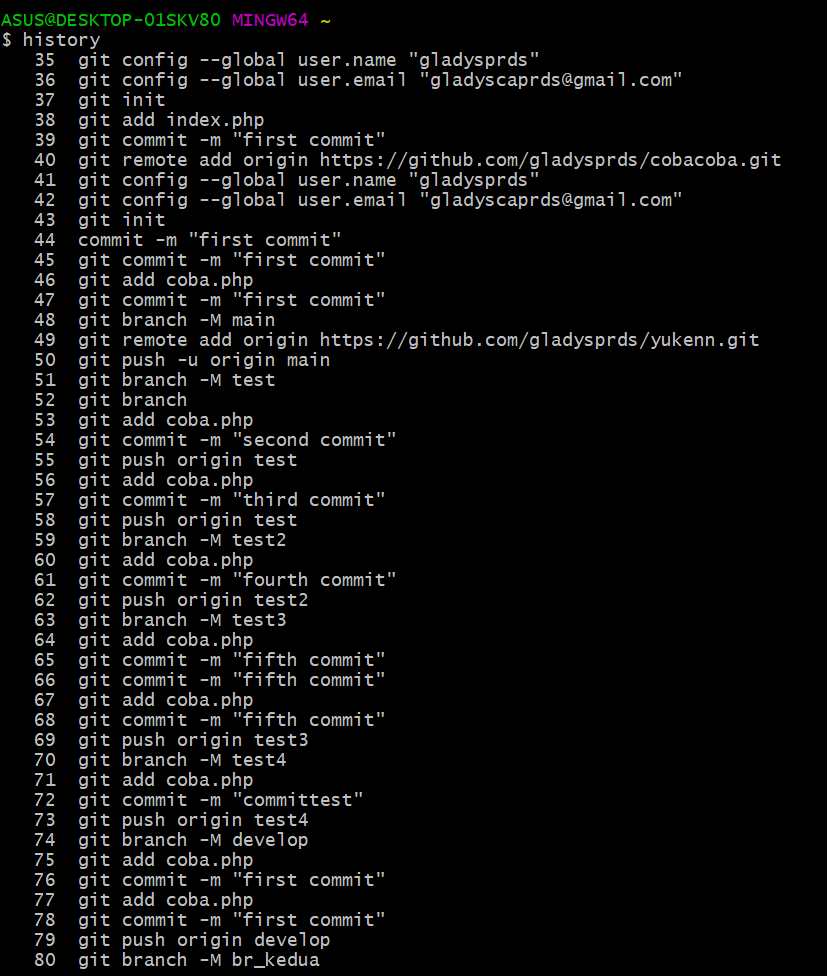 ASUS@DESKTOP-01SKV80 MINGW64 ~
$ history
35 git config --global user.name "gladysprds"
36 git config --global user.email "gladyscaprds@gmail.com"
37 git init
38 git add index.php
39 git commit -m "first commit"
40 git remote add origin https://github.com/gladysprds/cobacoba.git
41 git config --global user.name "gladysprds"
42 git config --global user.email "gladyscaprds@gmail.com"
43 git init
44 commit -m "first commit"
45 git commit -m "first commit"
46 git add coba.php
47 git commit -m "first commit"
48 git branch -M main
49 git remote add origin https://github.com/gladysprds/yukenn.git
50 git push -u origin main
51 git branch -M test
52 git branch
53 git add coba.php
54 git commit -m "second commit"
55 git push origin test
56 git add coba.php
57 git commit -m "third commit"
58 git push origin test
59 git branch -M test2
60 git add coba.php
61 git commit -m "fourth commit"
62 git push origin test2
63 git branch -M test3
64 git add coba.php
65 git commit -m "fifth commit"
66 git commit -m "fifth commit"
67 git add coba.php
68 git commit -m "fifth commit"
69 git push origin test3
70 git branch -M test4
71 git add coba.php
72 git commit -m "committest"
73 git push origin test4
74 git branch -M develop
75 git add coba.php
76 git commit -m "first commit"
77 git add coba.php
78 git commit -m "first commit"
79 git push origin develop
80 git branch -M br_kedua